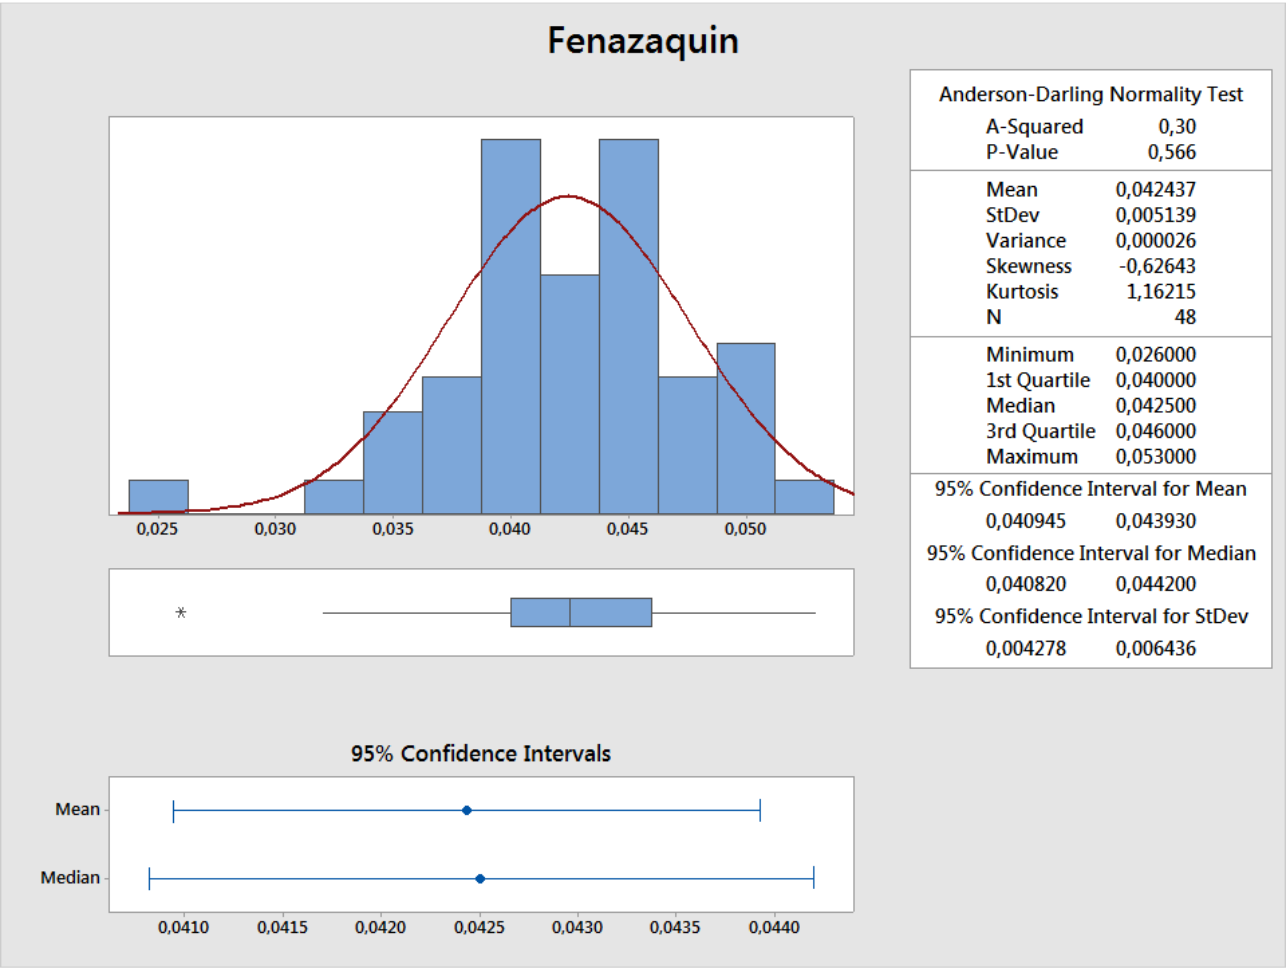 Fenazaquin
0,025 0,030 0,035 0,040 0,045 0,050
Anderson-Darling Normality Test
A-Squared 0,30
P-Value 0,566
Mean 0,042437
StDev 0,005139
Variance 0,000026
Skewness -0,62643
Kurtosis 1,16215
N 48
Minimum 0,026000
1st Quartile 0,040000
Median 0,042500
3rd Quartile 0,046000
Maximum 0,053000
95% Confidence Interval for Mean
0,040945 0,043930
95% Confidence Interval for Median
0,040820 0,044200
95% Confidence Interval for StDev
0,004278 0,006436
95% Confidence Intervals
Mean
Median
0,0410 0,0415 0,0420 0,0425 0,0430 0,0435 0,0440